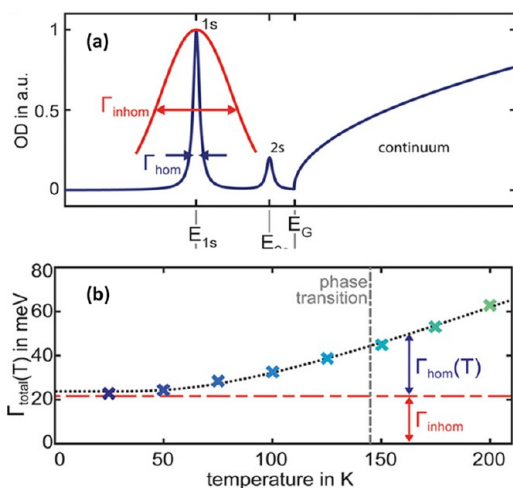 (a)
1s
OD in a.u.
1
0.5
0
Γinhom
Γhom
2s
continuum
E1s
EG
(b)
phase
transition
Γtotal(T) in meV
80
60
40
20
0
Γhom(T)
Γinhom
0 50 100 150 200
temperature in K